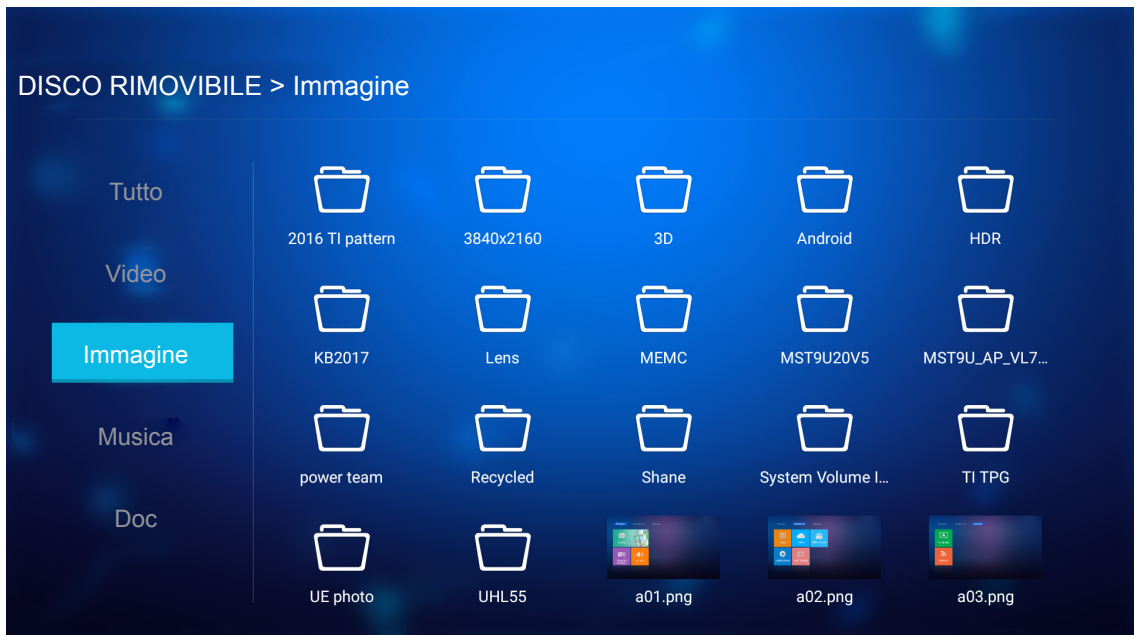 DISCO RIMOVIBILE > Immagine
Tutto
Video
Immagine
Musica
Doc
2016 TI pattern
3840x2160
3D
Android
HDR
KB2017
Lens
MEMC
MST9U20V5
MST9U_AP_VL7...
power team
Recycled
Shane
System Volume I...
TI TPG
UE photo
UHL55
a01.png
a02.png
a03.png